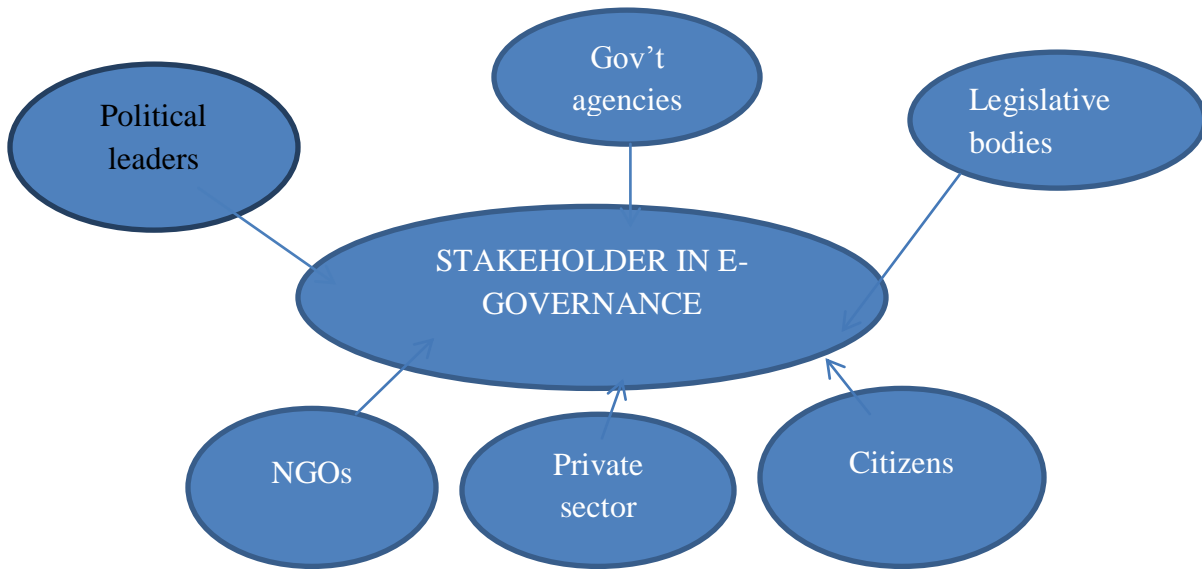 Political
leaders
Gov’t
agencies
Legislative
bodies
STAKEHOLDER IN E-
GOVERNANCE
NGOs
Private
sector
Citizens